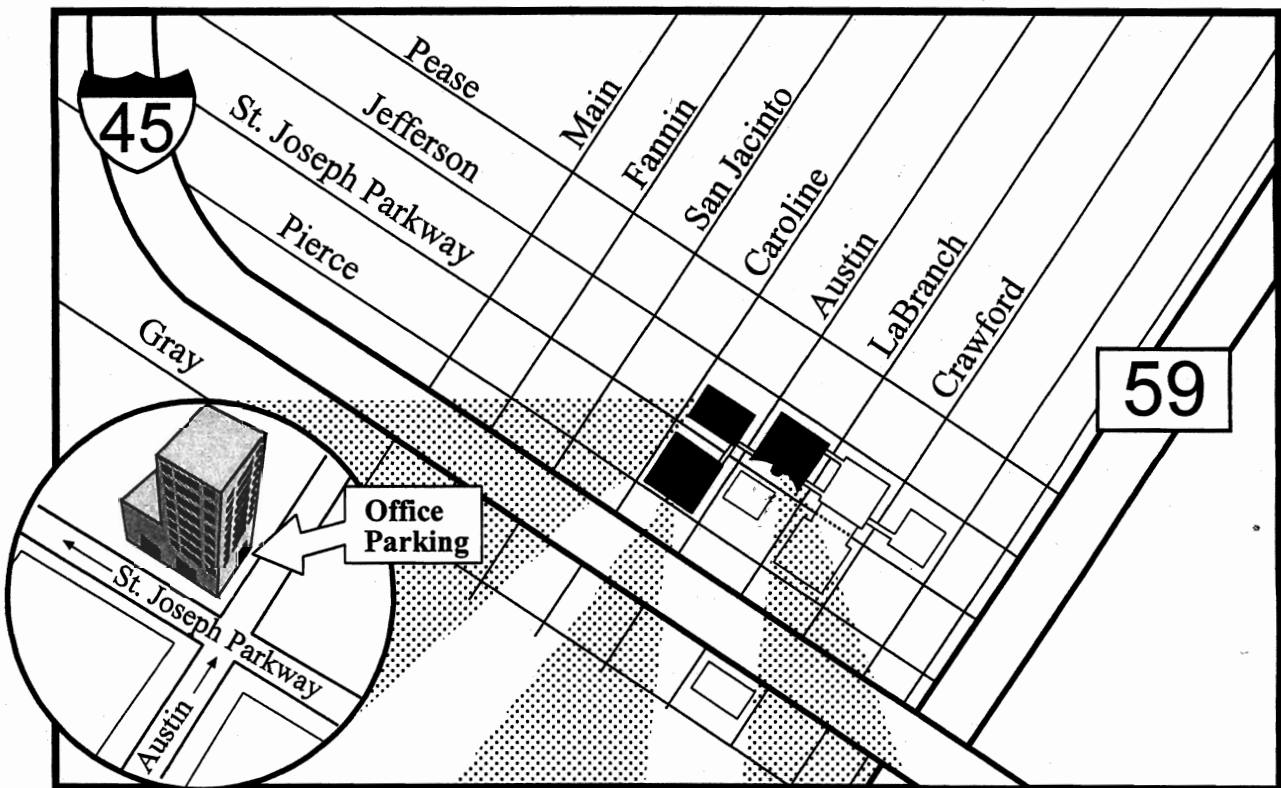 45
Pease
Jefferson
St. Joseph Parkway
Pierce
Gray
Main
Fannin
San Jacinto
Caroline
Austin
LaBranch
Crawford
59
Office
Parking
St. Joseph Parkway
Austin